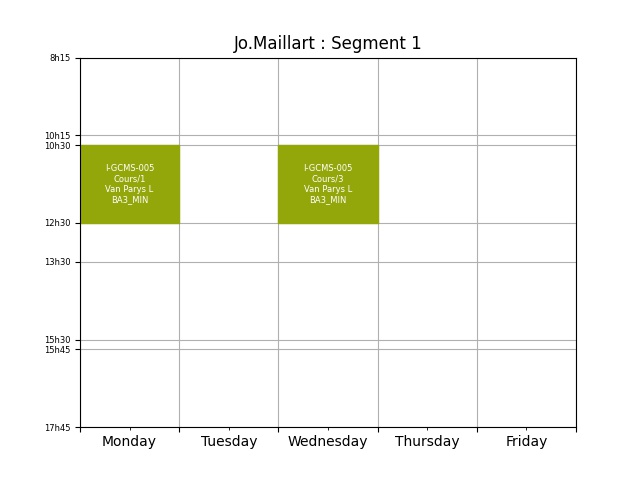 Jo.Maillart : Segment 1
8h15
10h15
10h30
I-GCMS-005
Cours/1
Van Parys L
BA3_MIN
I-GCMS-005
Cours/3
Van Parys L
BA3_MIN
12h30
13h30
15h30
15h45
17h45
Monday
Tuesday
Wednesday
Thursday
Friday